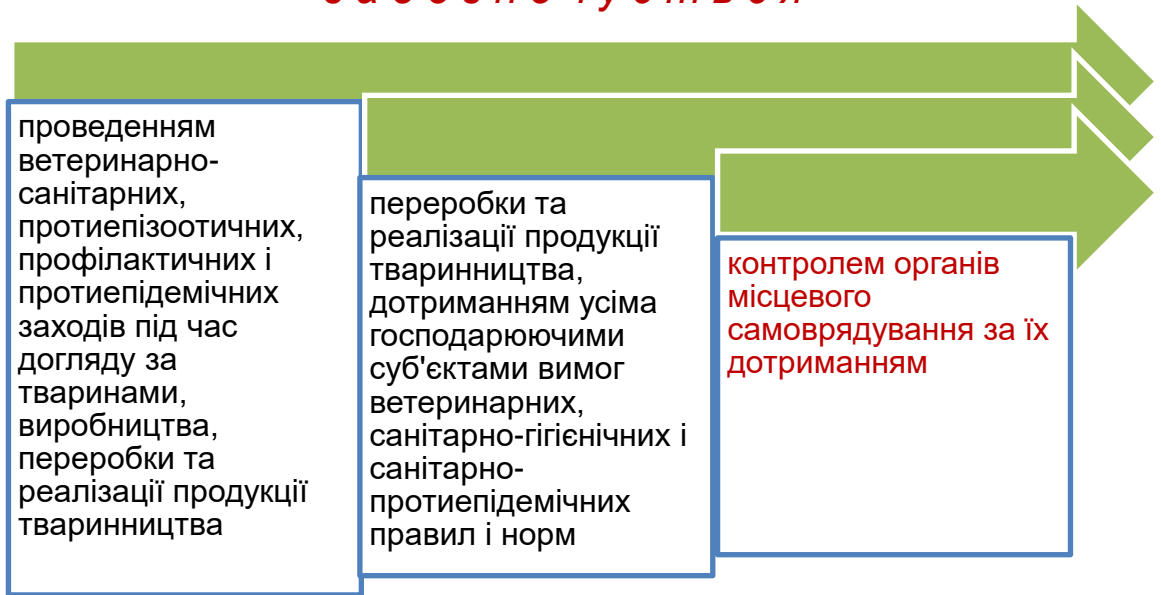 забезпечується
проведенням
ветеринарно-
санітарних,
протиепізоотичних,
профілактичних і
протиепідемічних
заходів під час
догляду за
тваринами,
виробництва,
переробки та
реалізації продукції
тваринництва
переробки та
реалізації продукції
тваринництва,
дотриманням усіма
господарюючими
суб'єктами вимог
ветеринарних,
санітарно-гігієнічних і
санітарно-
протиепідемічних
правил і норм
контролем органів
місцевого
самоврядування за їх
дотриманням